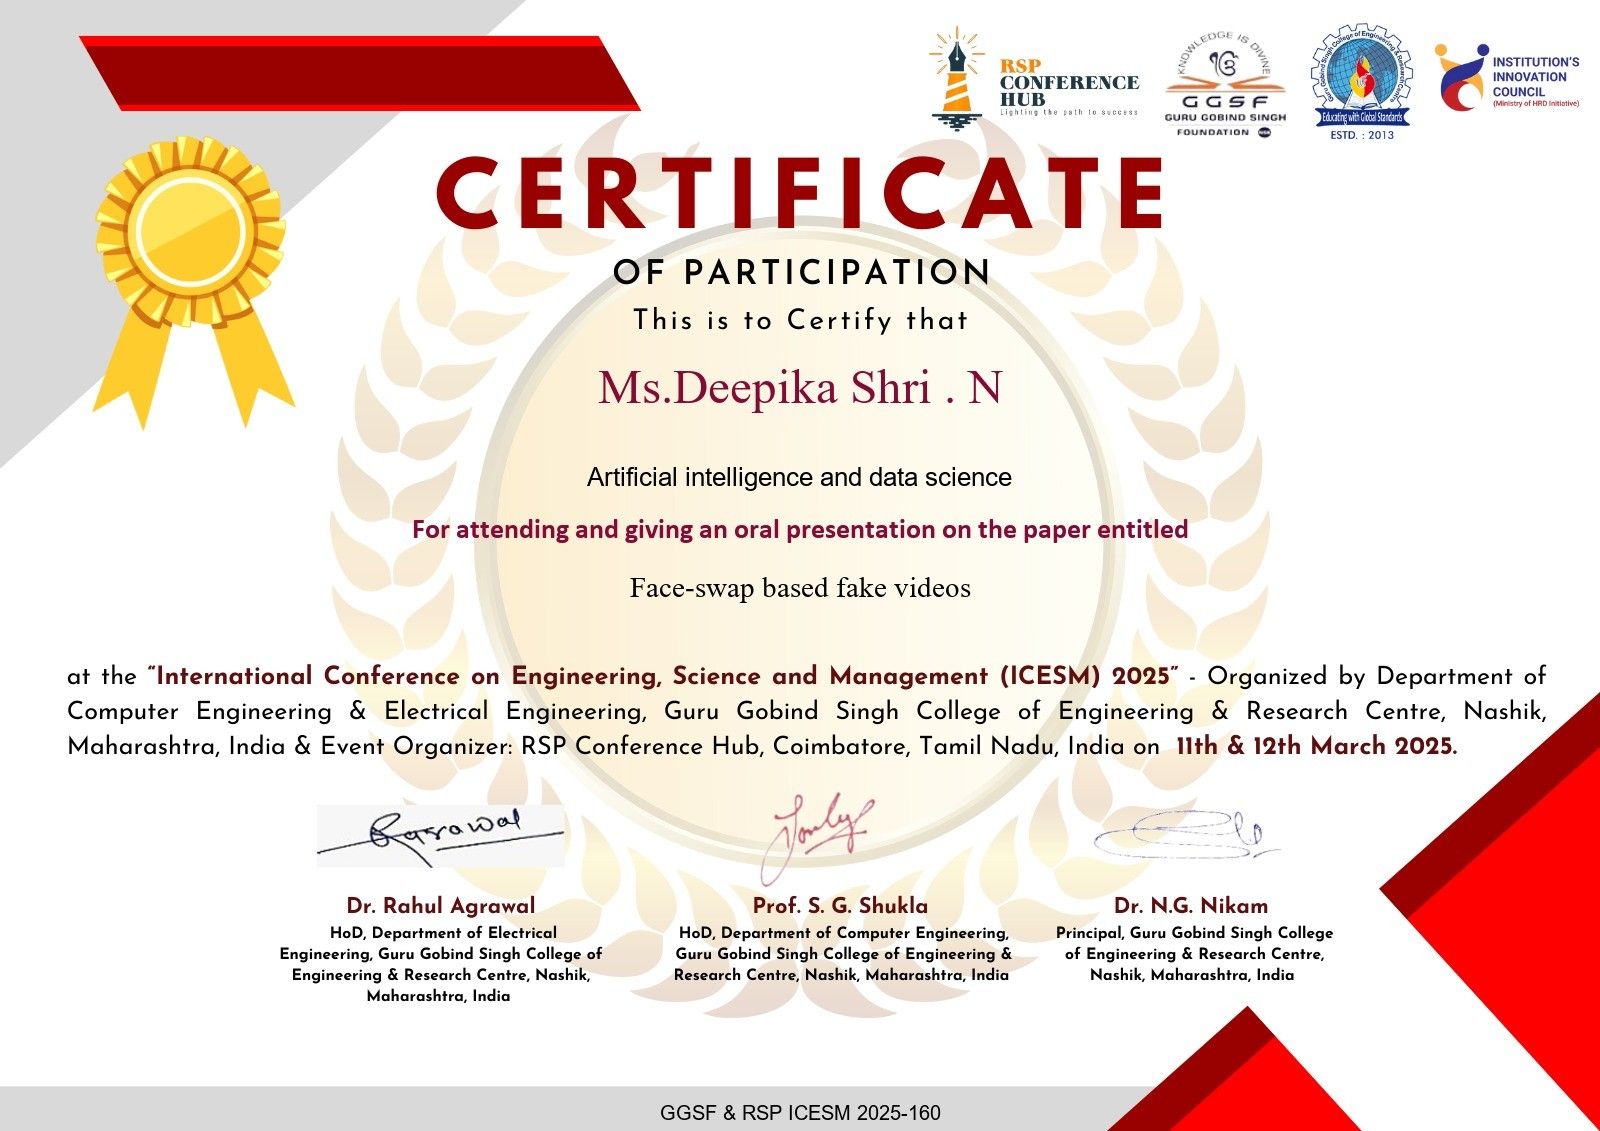 RSP
CONFERENCE
HUB
Lighting the path to success
KNOWLEDGE IS DIVINE
GGSF
GURU GOBIND SINGH
FOUNDATION
Guru Gobind Singh College of Engineering & Research Centre
Educating with Global Standards
ESTD. : 2013
INSTITUTION'S
INNOVATION
COUNCIL
(Ministry of HRD Initiative)
CERTIFICATE
OF PARTICIPATION
This is to Certify that
Ms.Deepika Shri . N
Artificial intelligence and data science
For attending and giving an oral presentation on the paper entitled
Face-swap based fake videos
at the “International Conference on Engineering, Science and Management (ICESM) 2025” - Organized by Department of
Computer Engineering & Electrical Engineering, Guru Gobind Singh College of Engineering & Research Centre, Nashik,
Maharashtra, India & Event Organizer: RSP Conference Hub, Coimbatore, Tamil Nadu, India on 11th & 12th March 2025.
Dr. Rahul Agrawal
HoD, Department of Electrical
Engineering, Guru Gobind Singh College of
Engineering & Research Centre, Nashik,
Maharashtra, India
Prof. S. G. Shukla
HoD, Department of Computer Engineering,
Guru Gobind Singh College of Engineering &
Research Centre, Nashik, Maharashtra, India
Dr. N.G. Nikam
Principal, Guru Gobind Singh College
of Engineering & Research Centre,
Nashik, Maharashtra, India
GGSF & RSP ICESM 2025-160